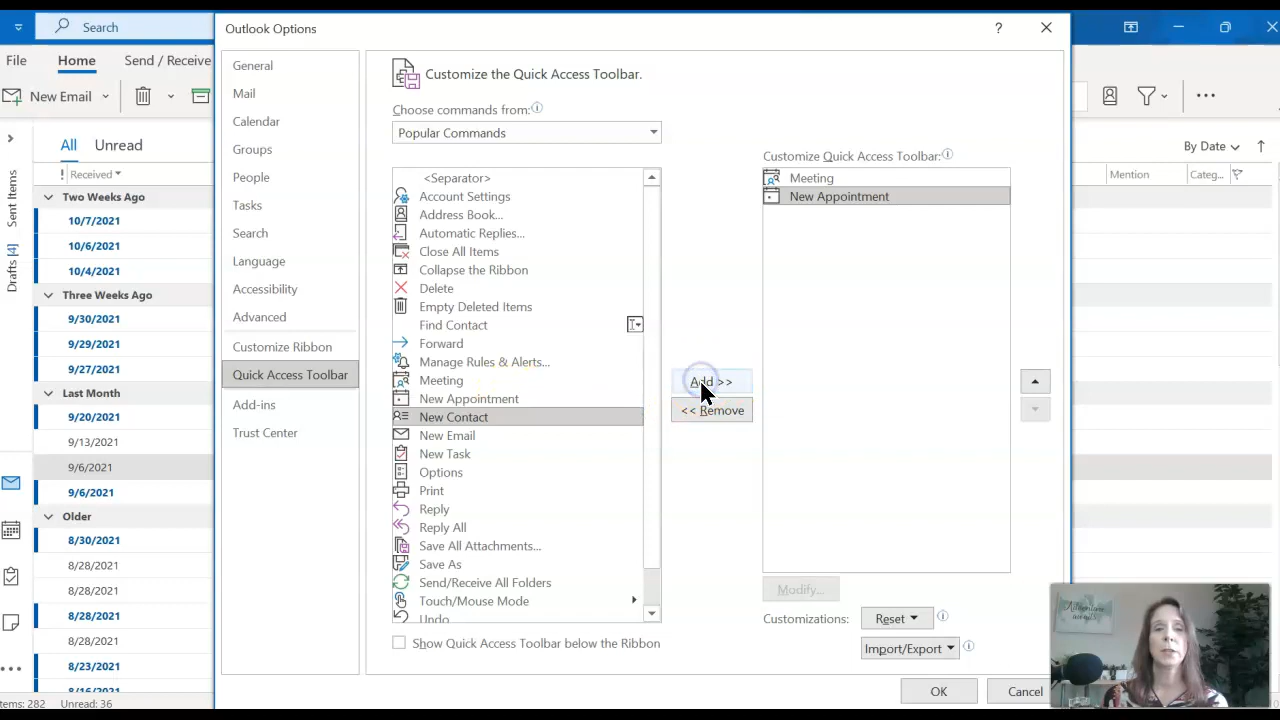 Search
Outlook Options
File
Home
Send / Receive
New Email
All
Unread
By Date
Received
Mention
Categ...
Sent Items
Drafts [4]
Two Weeks Ago
10/7/2021
10/6/2021
10/4/2021
Three Weeks Ago
9/30/2021
9/29/2021
9/27/2021
Last Month
9/20/2021
9/13/2021
9/6/2021
9/6/2021
Older
8/30/2021
8/28/2021
8/28/2021
8/28/2021
8/28/2021
8/23/2021
8/16/2021
tems: 282
Unread: 36
General
Mail
Calendar
Groups
People
Tasks
Search
Language
Accessibility
Advanced
Customize Ribbon
Quick Access Toolbar
Add-ins
Trust Center
Customize the Quick Access Toolbar.
Choose commands from:
Popular Commands
<Separator>
Account Settings
Address Book...
Automatic Replies...
Close All Items
Collapse the Ribbon
Delete
Empty Deleted Items
Find Contact
Forward
Manage Rules & Alerts...
Meeting
New Appointment
New Contact
New Email
New Task
Options
Print
Reply
Reply All
Save All Attachments...
Save As
Send/Receive All Folders
Touch/Mouse Mode
Undo
Show Quick Access Toolbar below the Ribbon
Add >>
<< Remove
Customize Quick Access Toolbar:
Meeting
New Appointment
Modify...
Customizations:
Reset
Import/Export
OK
Cancel